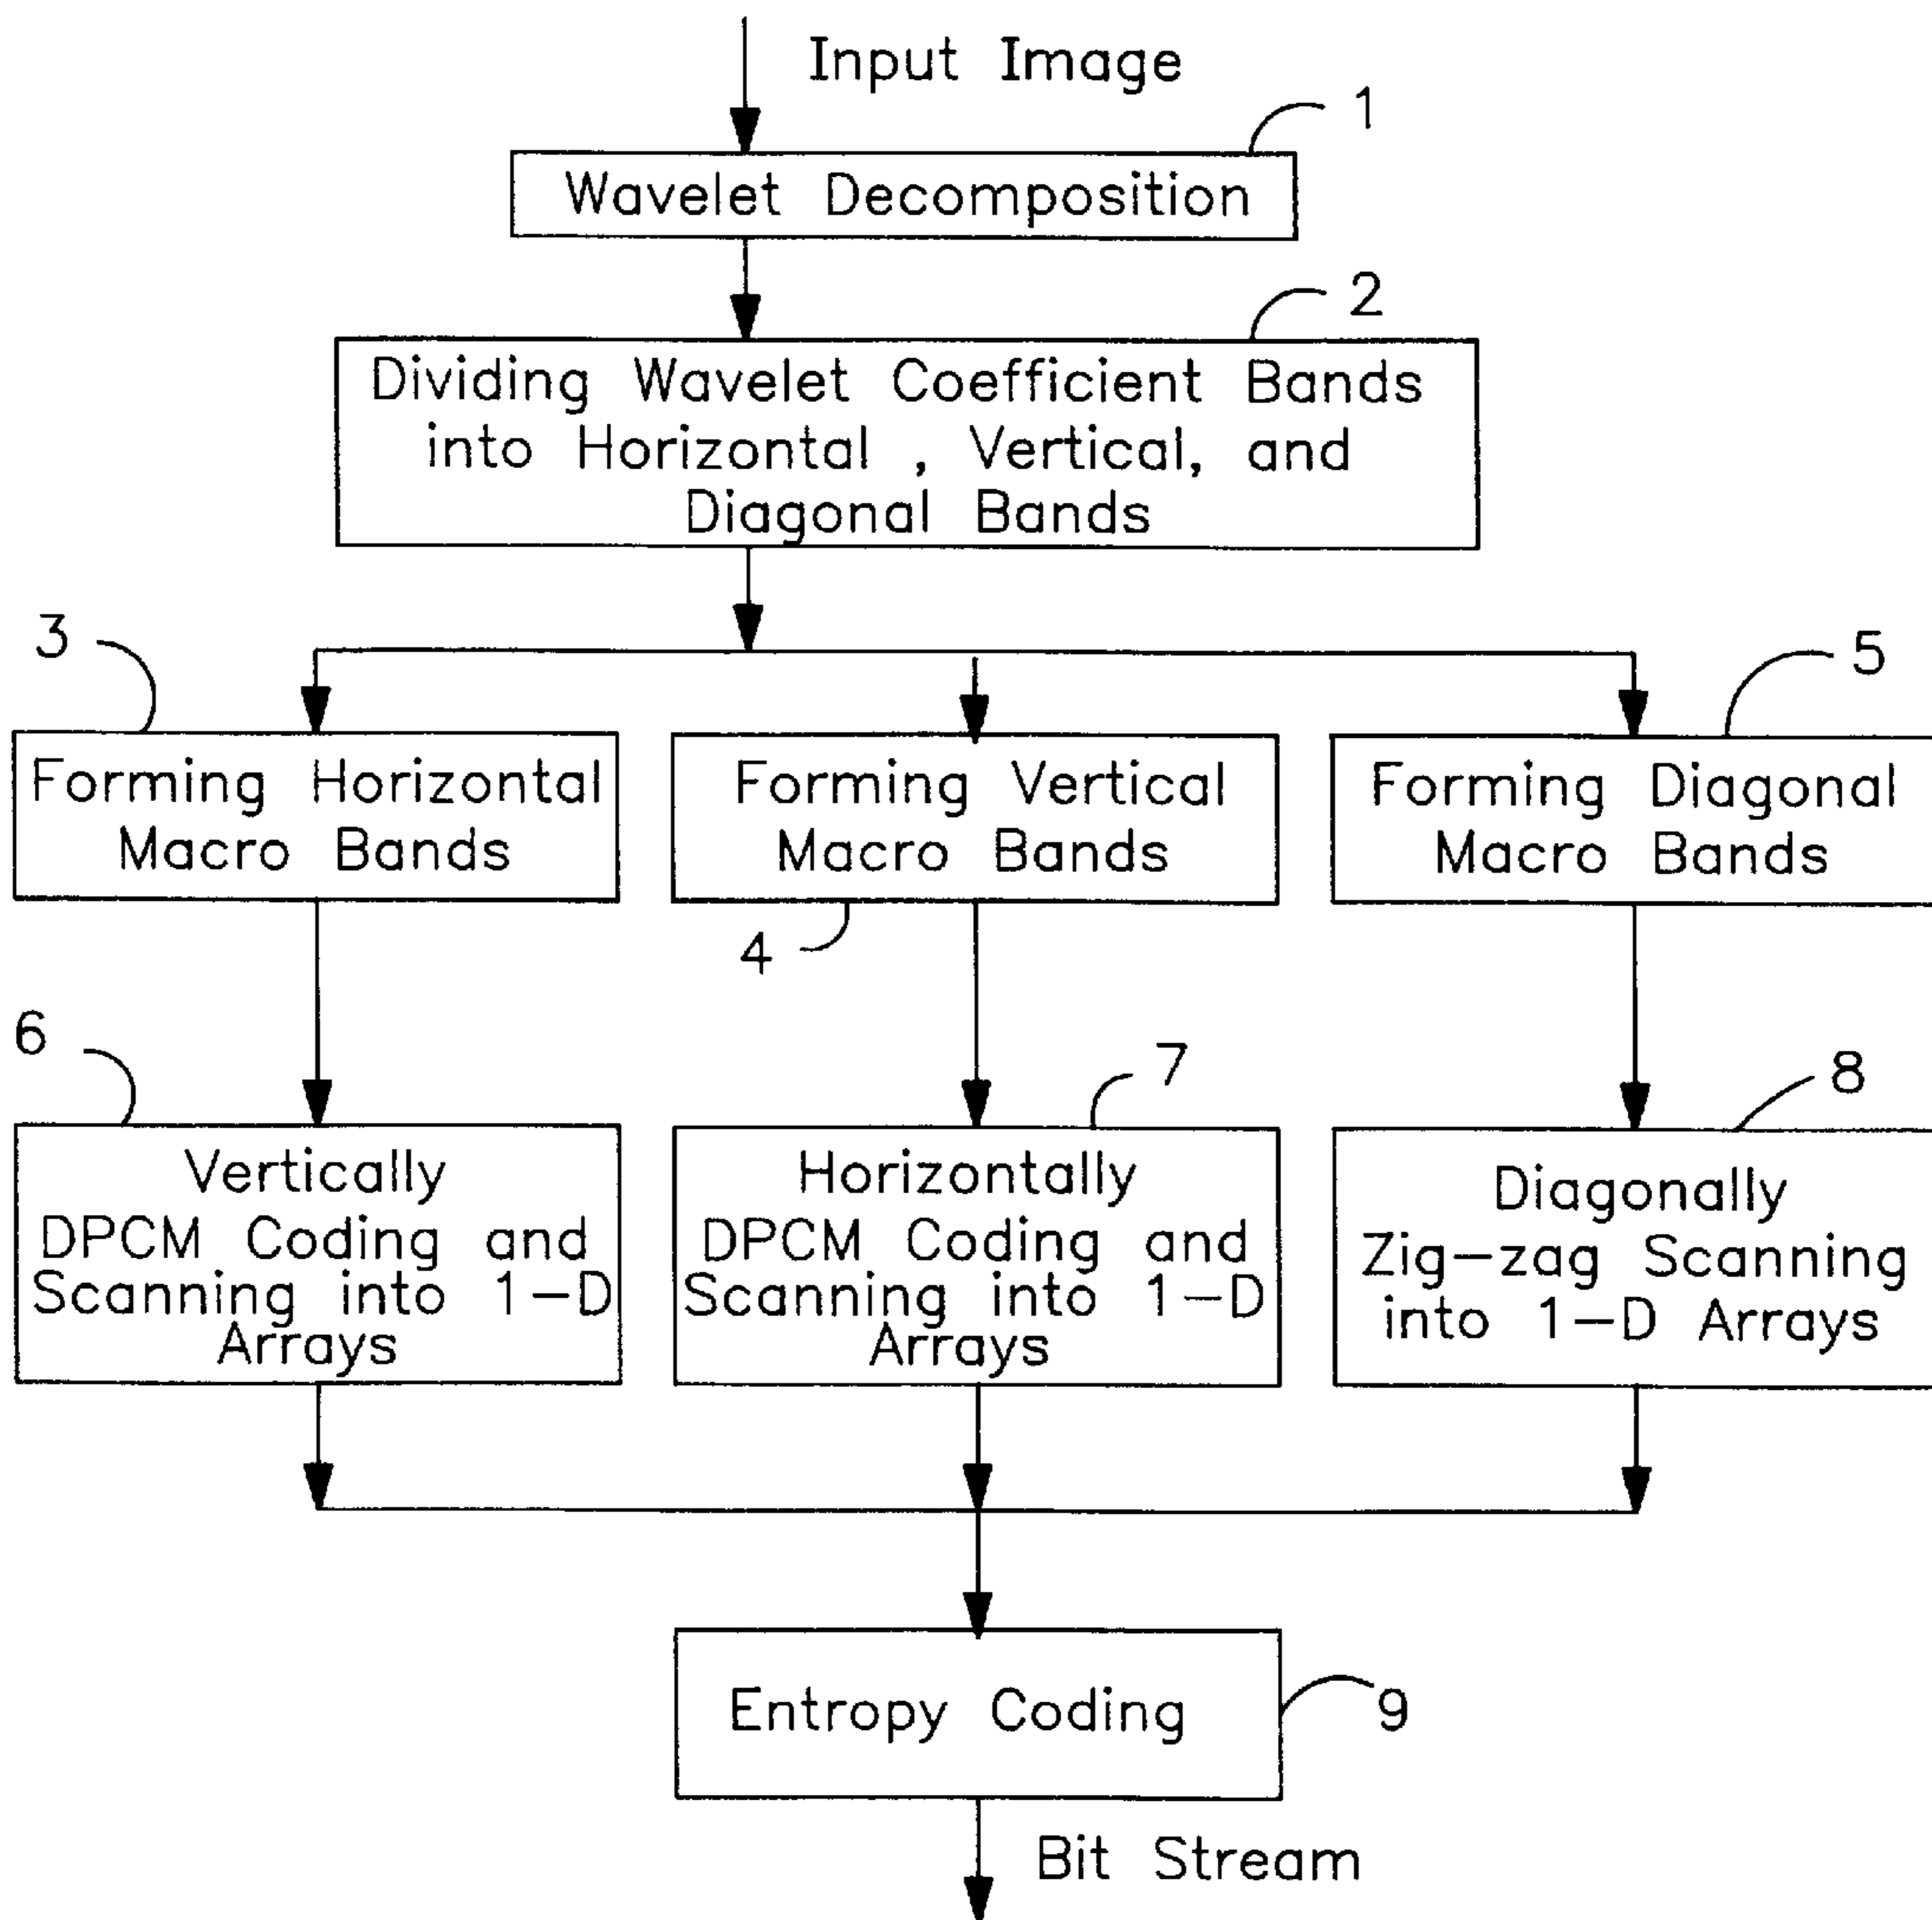 Input Image
1
Wavelet Decomposition
2
Dividing Wavelet Coefficient Bands
into Horizontal , Vertical, and
Diagonal Bands
3
5
Forming Horizontal
Macro Bands
Forming Vertical
Macro Bands
Forming Diagonal
Macro Bands
4
6
7
8
Vertically
DPCM Coding and
Scanning into 1-D
Arrays
Horizontally
DPCM Coding and
Scanning into 1-D
Arrays
Diagonally
Zig-zag Scanning
into 1-D Arrays
Entropy Coding
9
Bit Stream